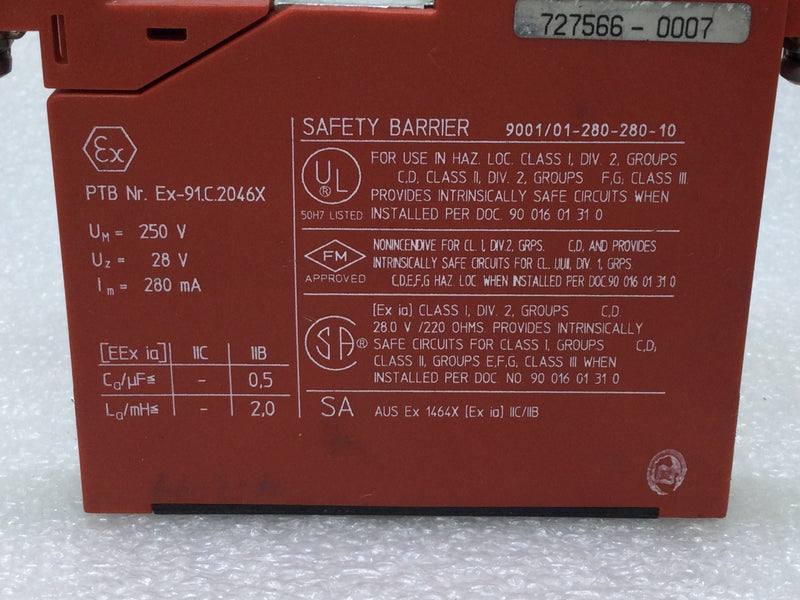 727566 - 0007
Ex
PTB Nr. Ex-91.C.2046X
UM = 250 V
Uz = 28 V
Im = 280 mA
[EEx ia] IIC IIB
Ca/µF≤ - 0,5
La/mH≤ - 2,0
SAFETY BARRIER 9001/01-280-280-10
UL
®
50H7 LISTED
FOR USE IN HAZ. LOC. CLASS I, DIV. 2, GROUPS
C,D, CLASS II, DIV. 2, GROUPS F,G; CLASS III
PROVIDES INTRINSICALLY SAFE CIRCUITS WHEN
INSTALLED PER DOC. 90 016 01 31 0
FM
APPROVED
NONINCENDIVE FOR CL. I, DIV.2, GRPS. C,D, AND PROVIDES
INTRINSICALLY SAFE CIRCUITS FOR CL. I,II,III, DIV. 1, GRPS
C,D,E,F,G HAZ. LOC. WHEN INSTALLED PER DOC.90 016 01 31 0
SA ®
[Ex ia] CLASS I, DIV. 2, GROUPS C,D.
28.0 V /220 OHMS. PROVIDES INTRINSICALLY
SAFE CIRCUITS FOR CLASS I, GROUPS C,D;
CLASS II, GROUPS E,F,G, CLASS III WHEN
INSTALLED PER DOC. NO. 90 016 01 31 0
SA AUS Ex 1464X [Ex ia] IIC/IIB